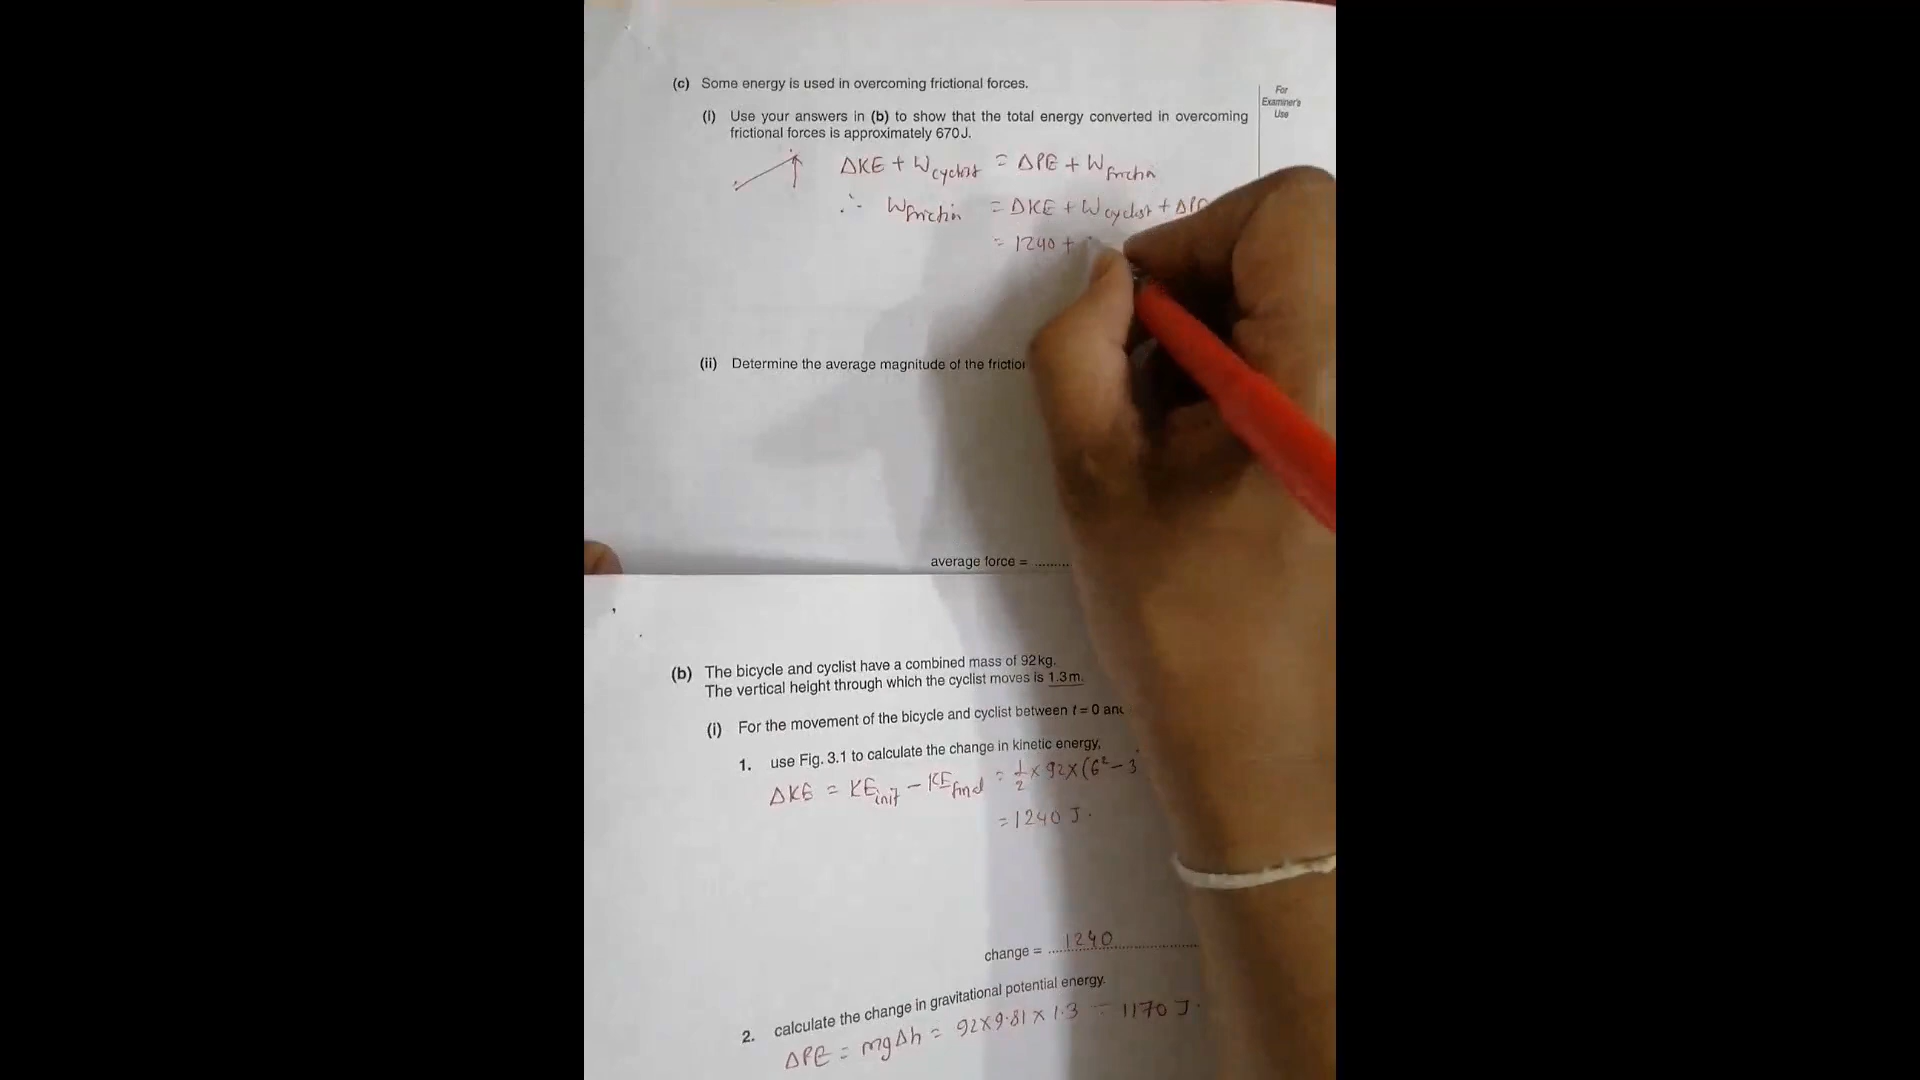 (c) Some energy is used in overcoming frictional forces.
For
Examiner's
Use
(i) Use your answers in (b) to show that the total energy converted in overcoming
frictional forces is approximately 670J.
ΔKE + Wcyclist = ΔPE + Wfrictin
∴ Wfrictin = ΔKE + Wcyclist + ΔPE
= 1240 +
(ii) Determine the average magnitude of the
average force = ..........
(b) The bicycle and cyclist have a combined mass of 92kg.
The vertical height through which the cyclist moves is 1.3m.
(i) For the movement of the bicycle and cyclist between t = 0
1. use Fig. 3.1 to calculate the change in kinetic energy,
ΔKE = KEinit − KEfinal = 1/2 × 92 × (6² − 3
= 1240 J.
change = ....1240..........
2. calculate the change in gravitational potential energy.
ΔPE = mgΔh = 92×9.81×1.3 = 1170 J.